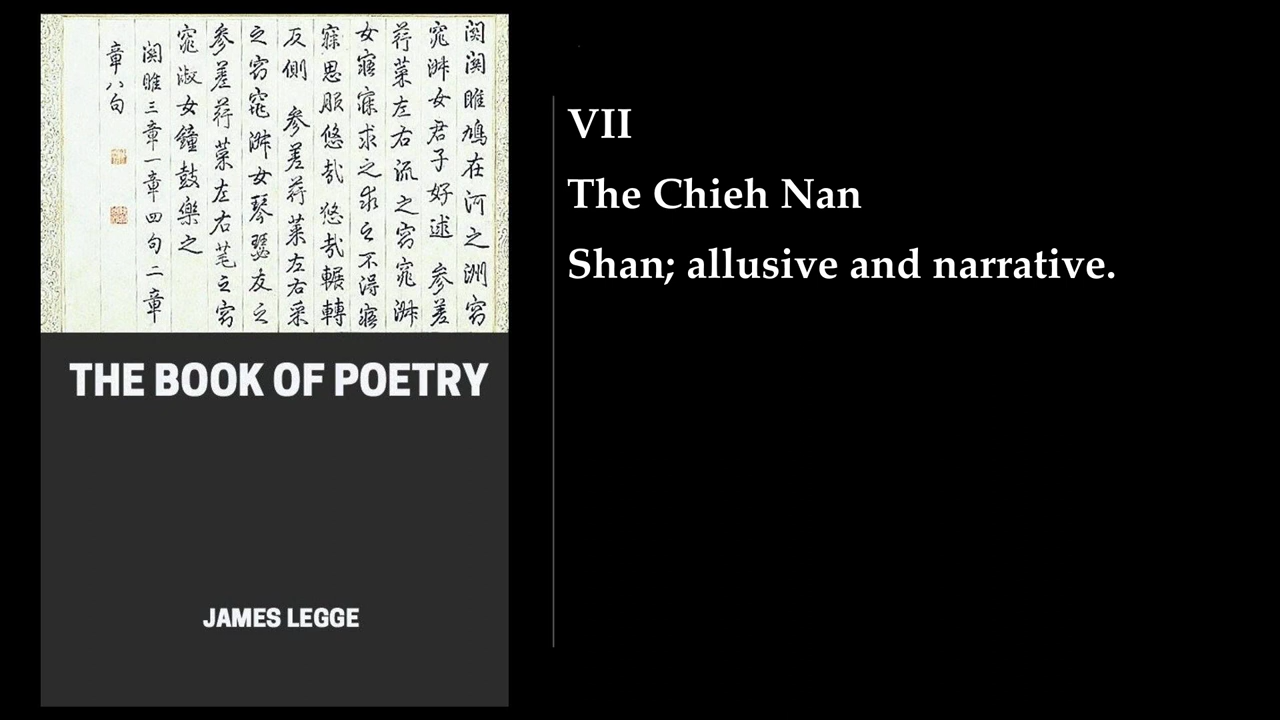 關關雎鳩在河之洲窈
窕淑女君子好逑 參差
荇菜左右流之窈窕淑
女寤寐求之求之不得寤
寐思服悠哉悠哉輾轉
反側 參差荇菜左右采
之窈窕淑女琴瑟友之
參差荇菜左右芼之窈
窕淑女鐘鼓樂之
關雎三章一章四句二章
章八句
THE BOOK OF POETRY
JAMES LEGGE
VII
The Chieh Nan
Shan; allusive and narrative.